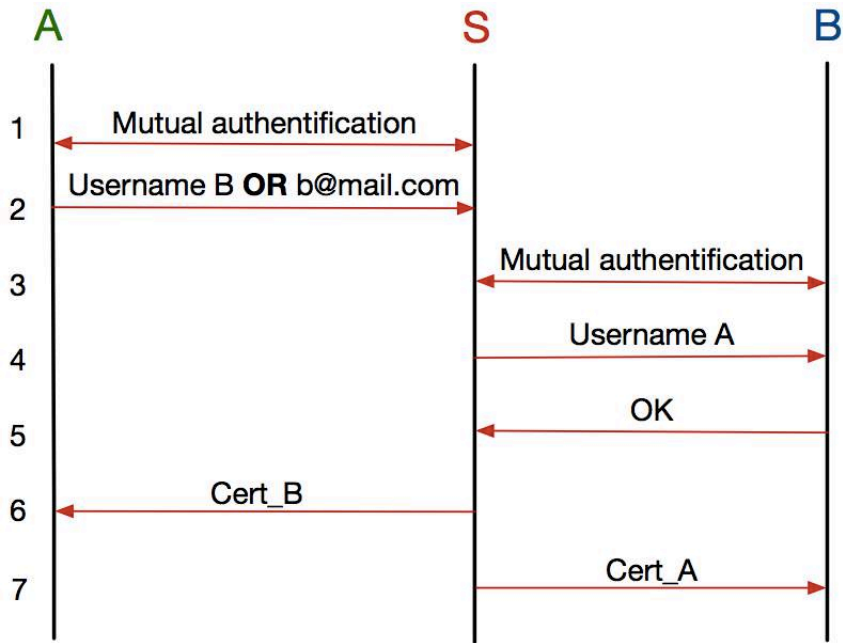 A S B
1 Mutual authentification
Username B OR b@mail.com
2
Mutual authentification
3
Username A
4
OK
5
Cert_B
6
Cert_A
7